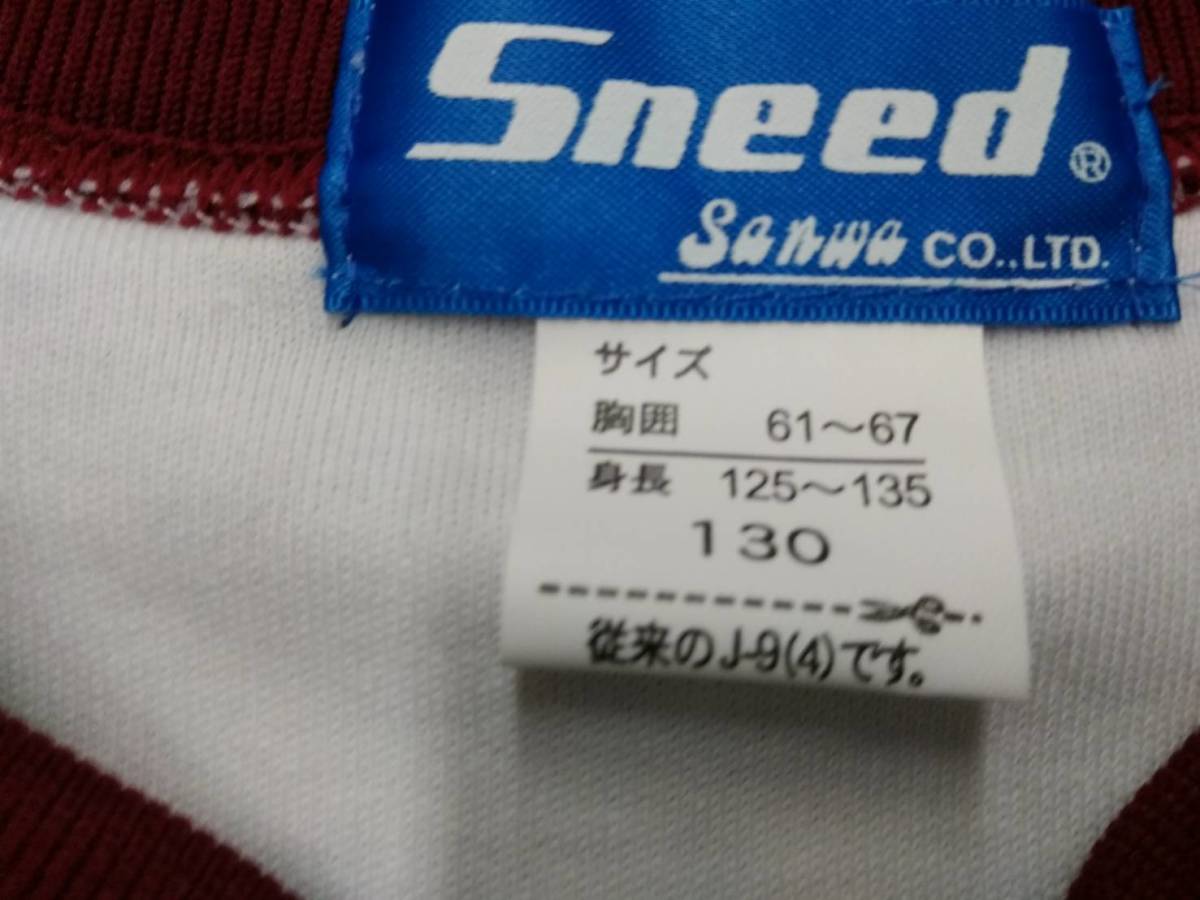 Sneed®
Sanwa CO.,LTD.
サイズ
胸囲 61〜67
身長 125〜135
130
従来のJ-9(4)です。